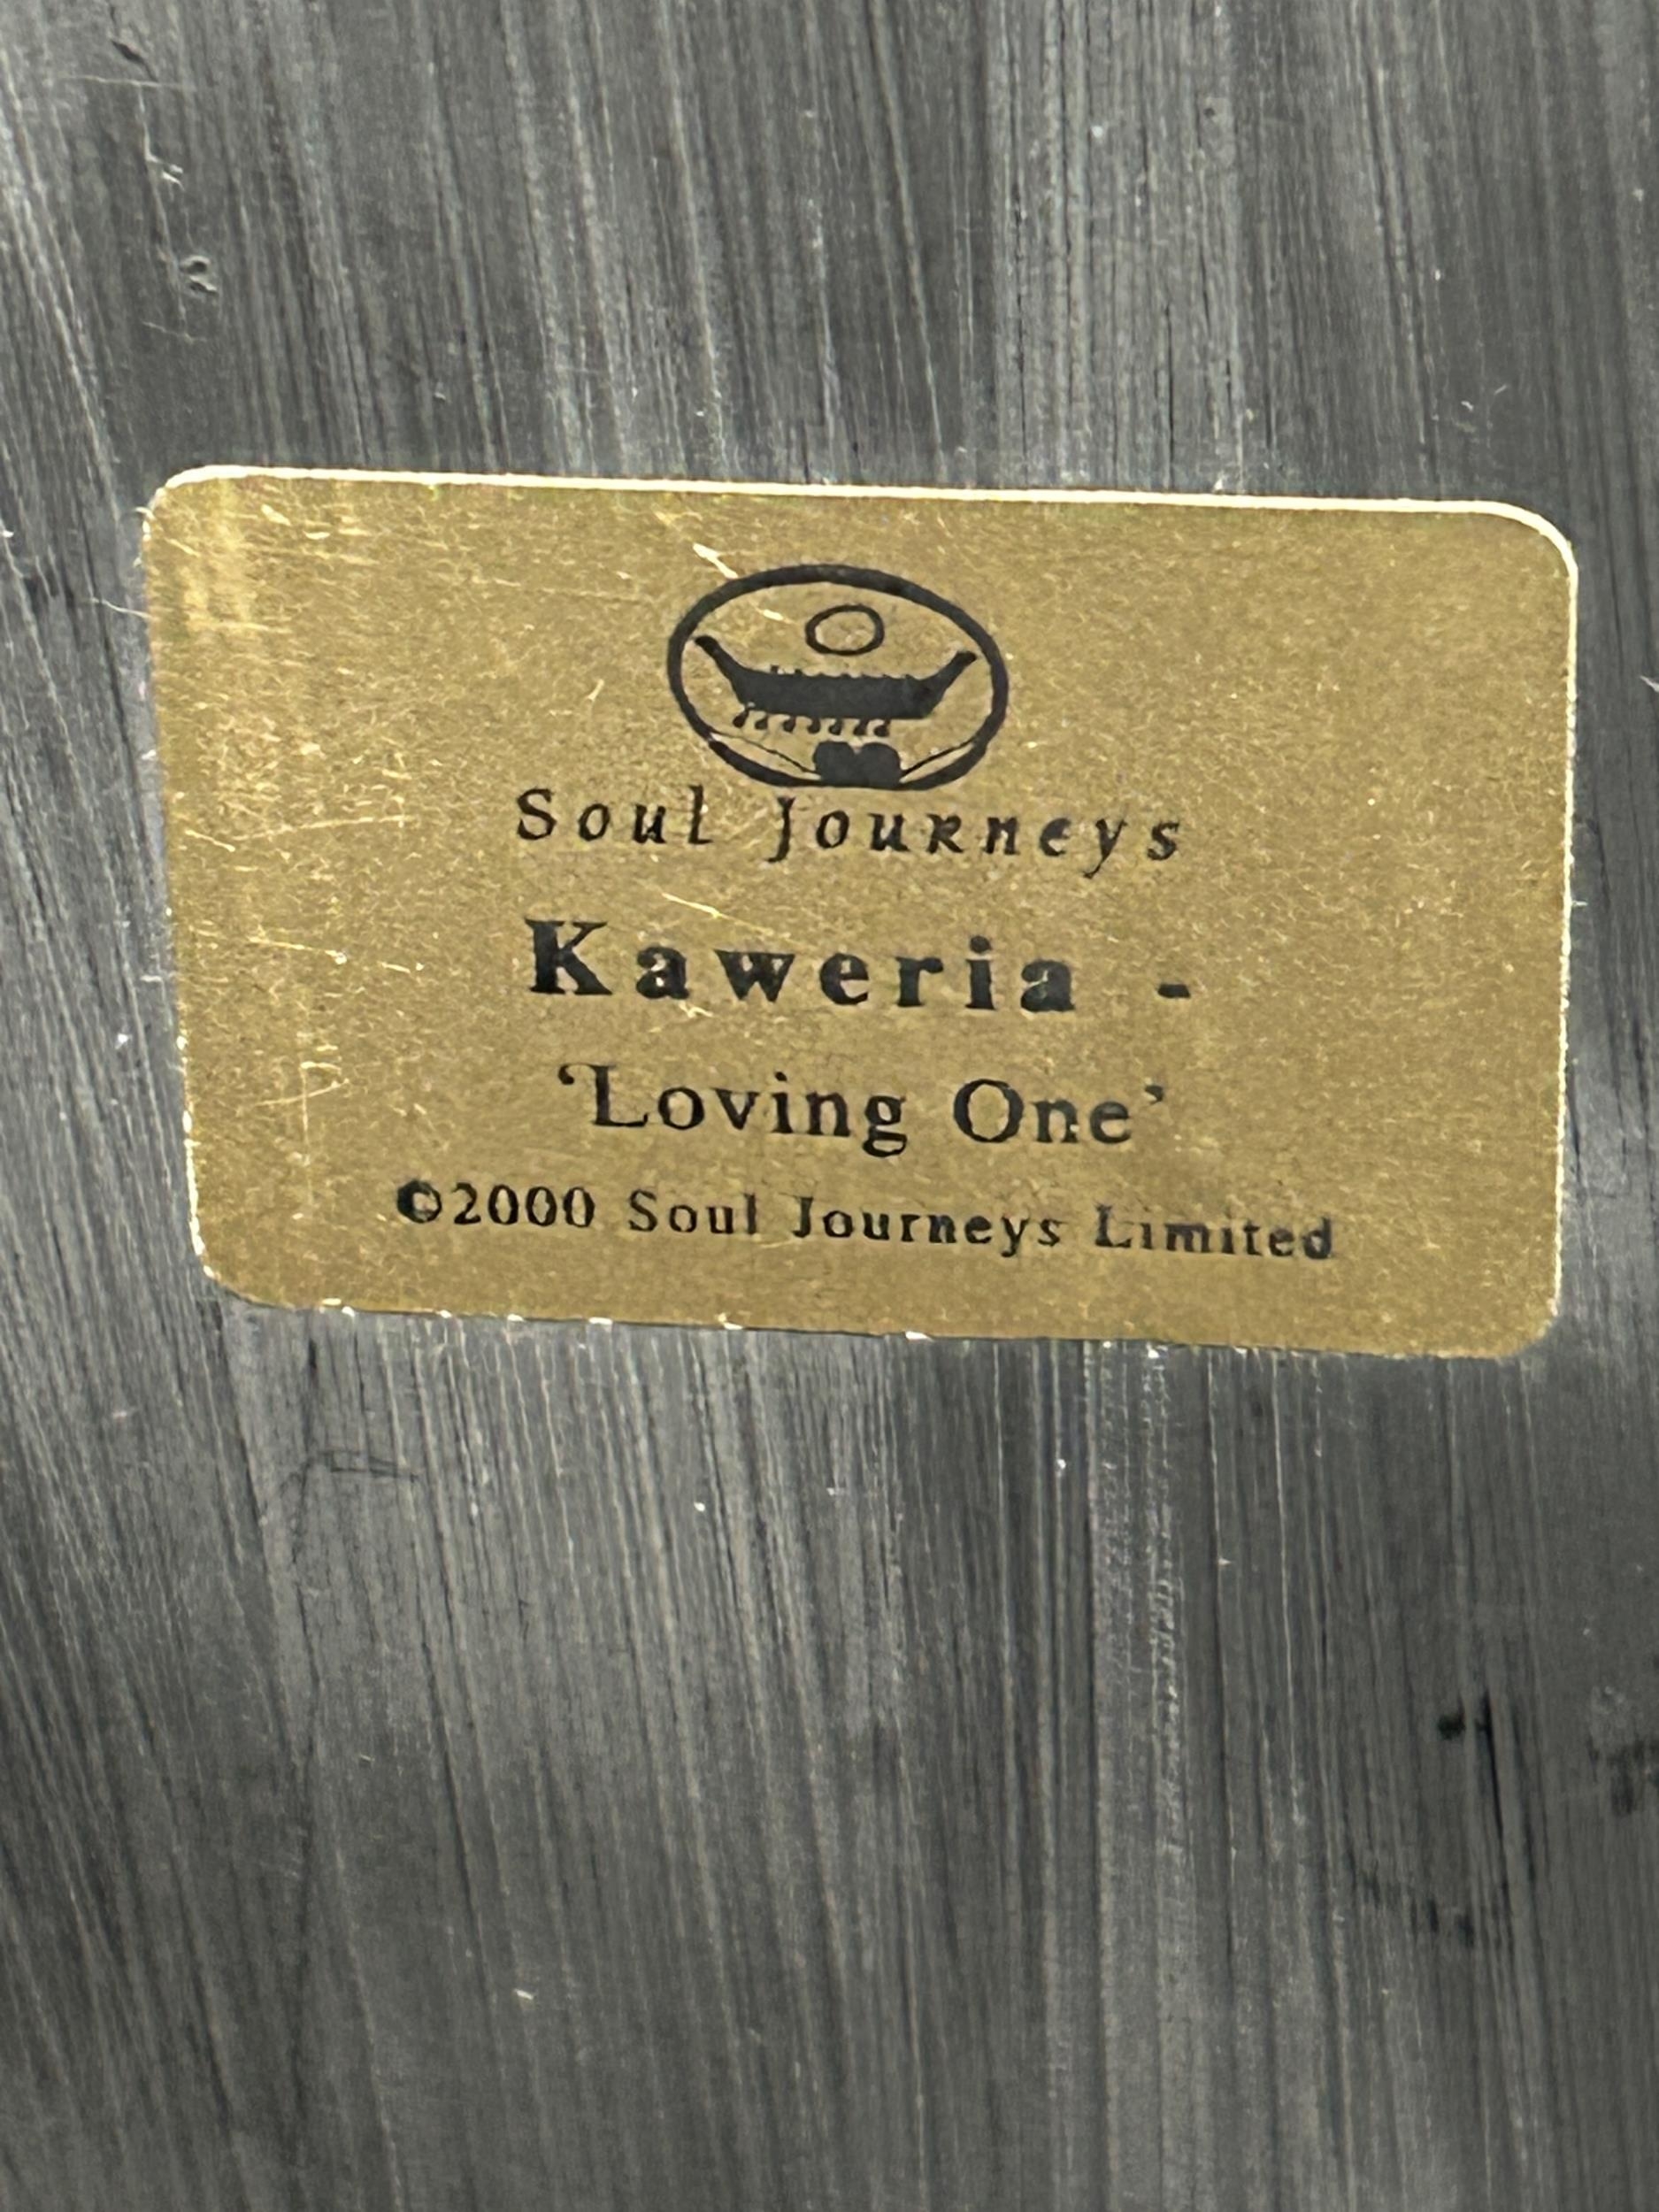 Soul Journeys
Kaweria -
‘Loving One’
©2000 Soul Journeys Limited